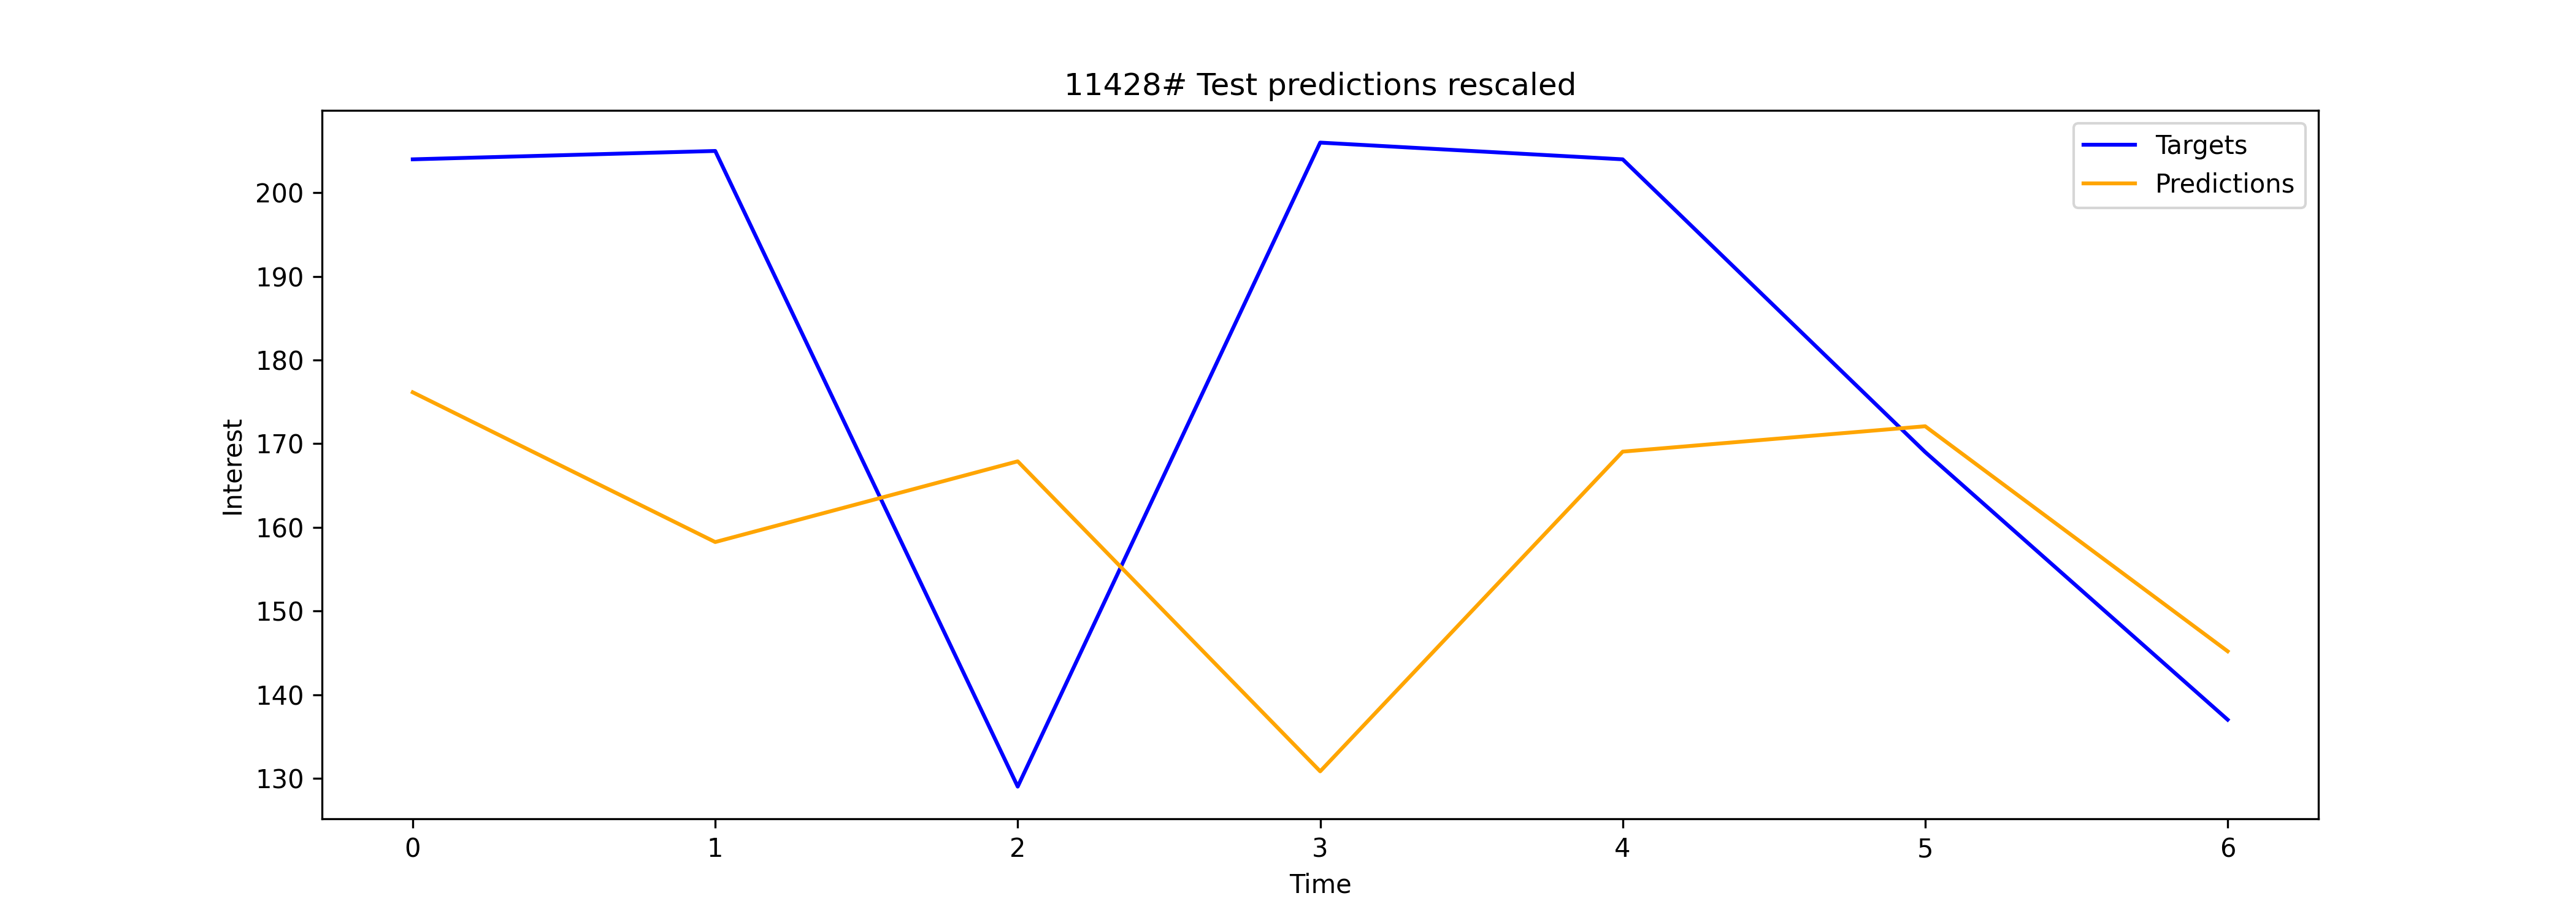 11428# Test predictions rescaled
Targets
Predictions
200
190
180
170
160
150
140
130
Interest
0 1 2 3 4 5 6
Time